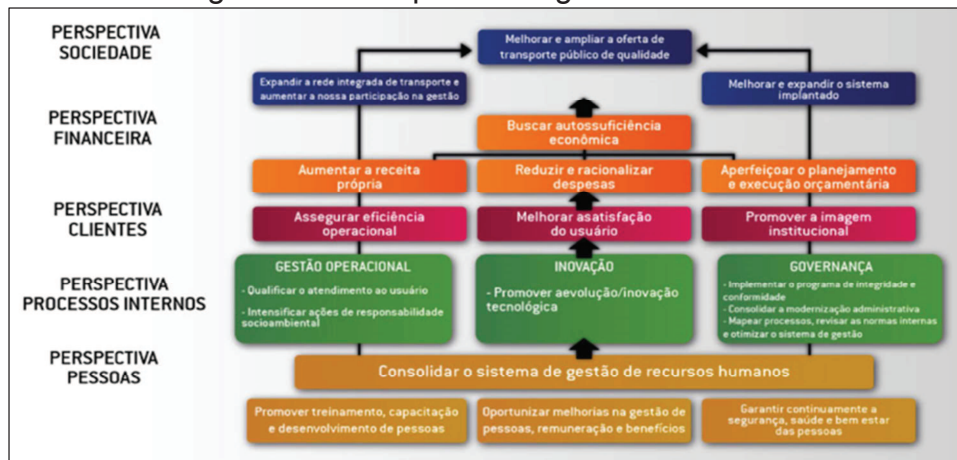 PERSPECTIVA
SOCIEDADE
Melhorar e ampliar a oferta de
transporte público de qualidade
Expandir a rede integrada de transporte e
aumentar a nossa participação na gestão
Melhorar e expandir o sistema
implantado
PERSPECTIVA
FINANCEIRA
Buscar autossuficiência
econômica
Aumentar a receita
própria
Reduzir e racionalizar
despesas
Aperfeiçoar o planejamento
e execução orçamentária
PERSPECTIVA
CLIENTES
Assegurar eficiência
operacional
Melhorar asatisfação
do usuário
Promover a imagem
institucional
PERSPECTIVA
PROCESSOS INTERNOS
GESTÃO OPERACIONAL
- Qualificar o atendimento ao usuário
- Intensificar ações de responsabilidade
socioambiental
INOVAÇÃO
- Promover aevolução/inovação
tecnológica
GOVERNANÇA
- Implementar o programa de integridade e
conformidade
- Consolidar a modernização administrativa
- Mapear processos, revisar as normas internas
e otimizar o sistema de gestão
PERSPECTIVA
PESSOAS
Consolidar o sistema de gestão de recursos humanos
Promover treinamento, capacitação
e desenvolvimento de pessoas
Oportunizar melhorias na gestão de
pessoas, remuneração e benefícios
Garantir continuamente a
segurança, saúde e bem estar
das pessoas